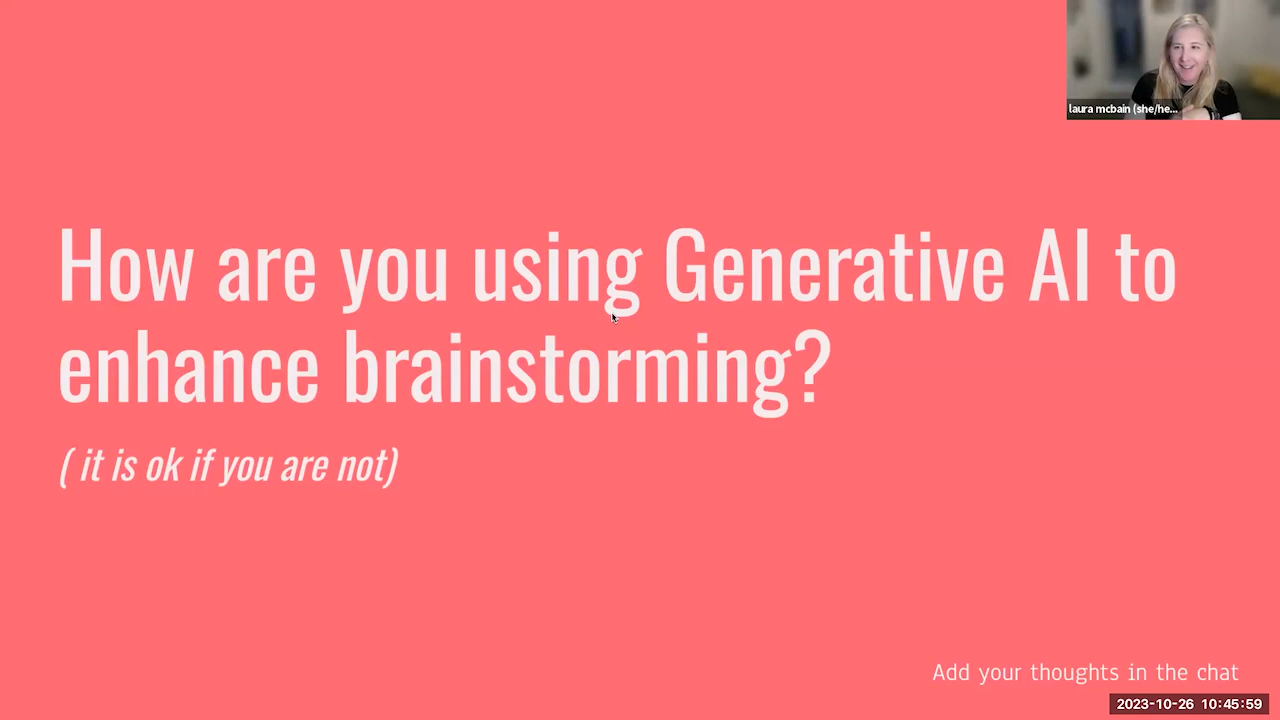 laura mcbain (she/he...
How are you using Generative AI to
enhance brainstorming?
( it is ok if you are not)
Add your thoughts in the chat
2023-10-26 10:45:59